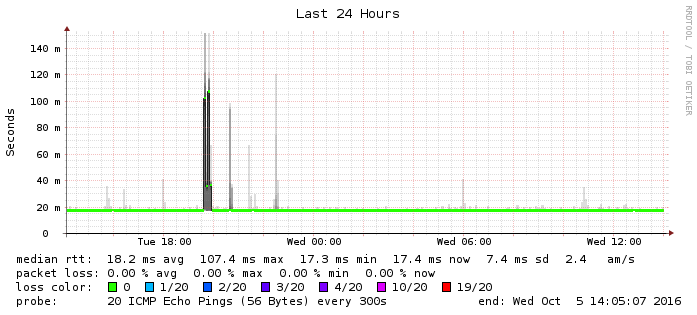 Last 24 Hours
RRDTOOL / TOBI OETIKER
Seconds
140 m
120 m
100 m
80 m
60 m
40 m
20 m
0
Tue 18:00 Wed 00:00 Wed 06:00 Wed 12:00
median rtt: 18.2 ms avg 107.4 ms max 17.3 ms min 17.4 ms now 7.4 ms sd 2.4 am/s
packet loss: 0.00 % avg 0.00 % max 0.00 % min 0.00 % now
loss color: 0 1/20 2/20 3/20 4/20 10/20 19/20
probe: 20 ICMP Echo Pings (56 Bytes) every 300s end: Wed Oct 5 14:05:07 2016